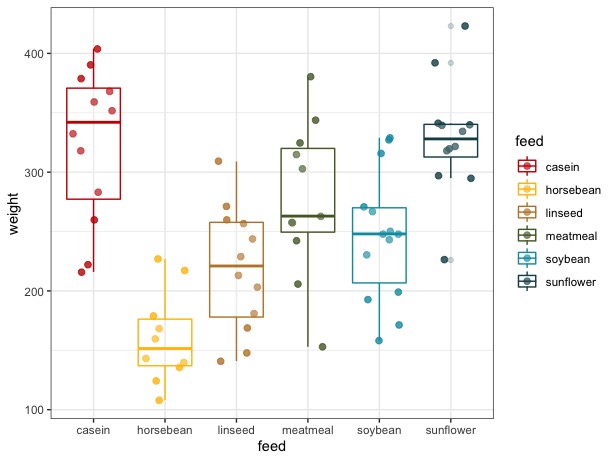 weight
400
300
200
100
casein horsebean linseed meatmeal soybean sunflower
feed
feed
casein
horsebean
linseed
meatmeal
soybean
sunflower